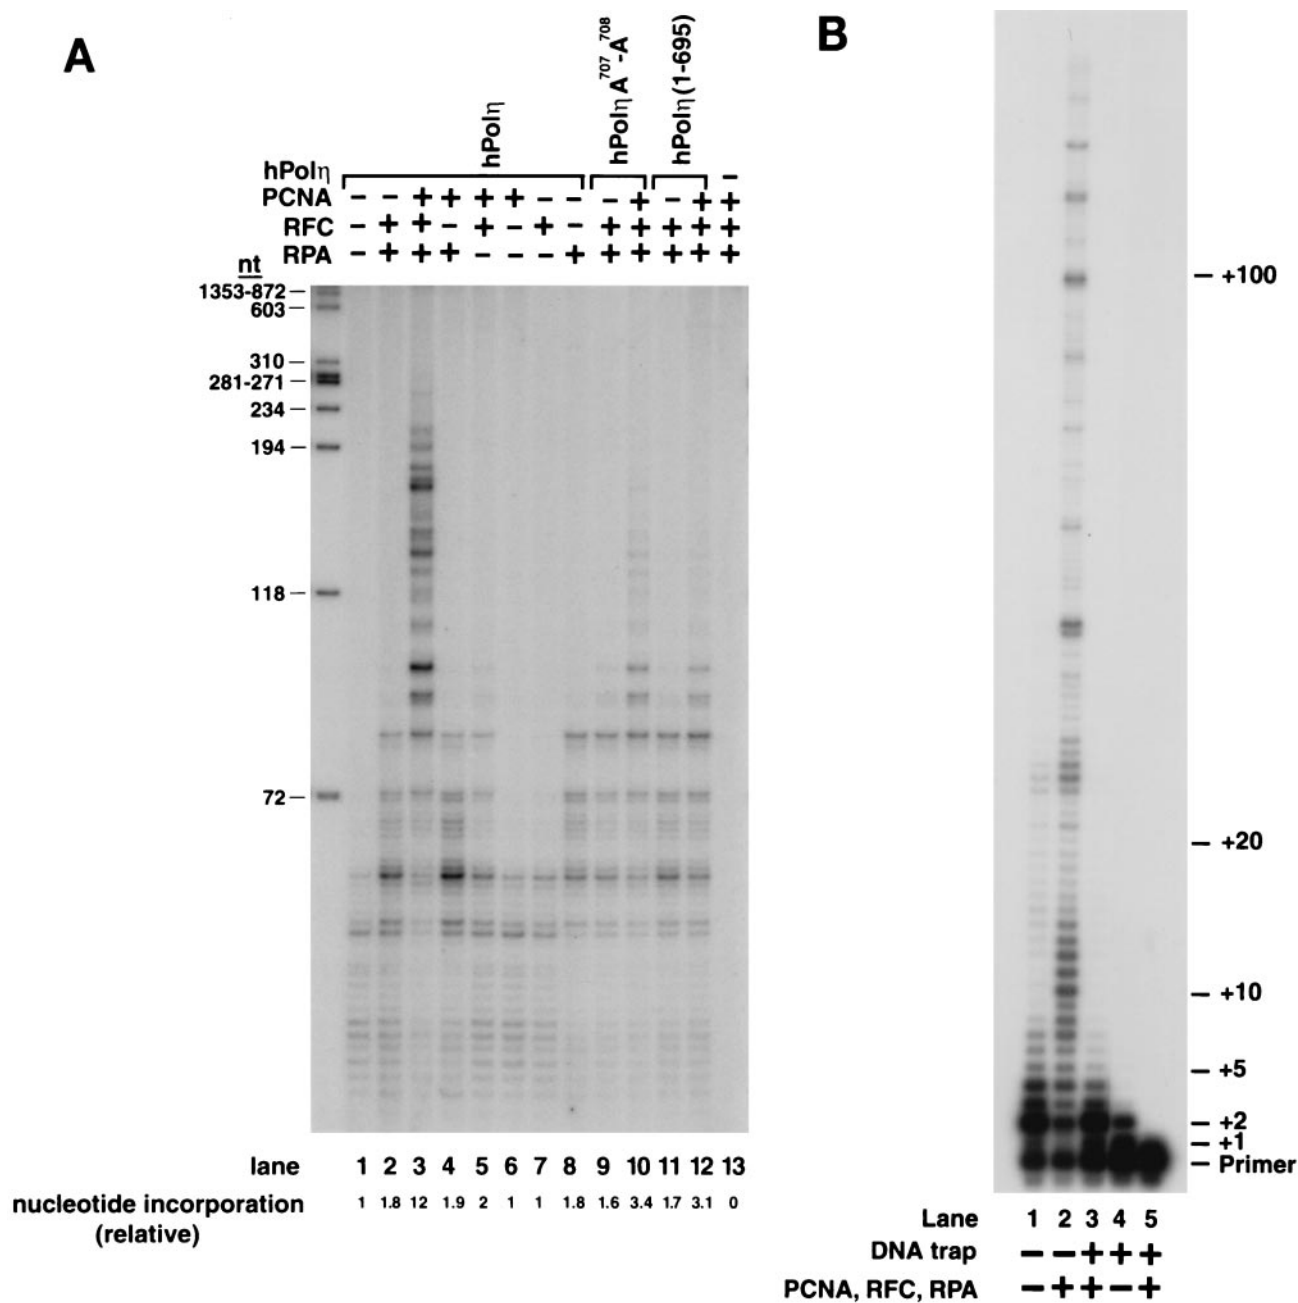 A
B
hPolη
hPolηA⁷⁰⁷-A⁷⁰⁸
hPolη(1-695)
hPolη –
PCNA – – + + + + – – – + – + +
RFC – + + – + – + – + + + + +
RPA – + + + – – – + + + + + +
nt
1353-872
603
310
281-271
234
194
118
72
lane 1 2 3 4 5 6 7 8 9 10 11 12 13
nucleotide incorporation 1 1.8 12 1.9 2 1 1 1.8 1.6 3.4 1.7 3.1 0
(relative)
+100
+20
+10
+5
+2
+1
Primer
Lane 1 2 3 4 5
DNA trap – – + + +
PCNA, RFC, RPA – + + – +